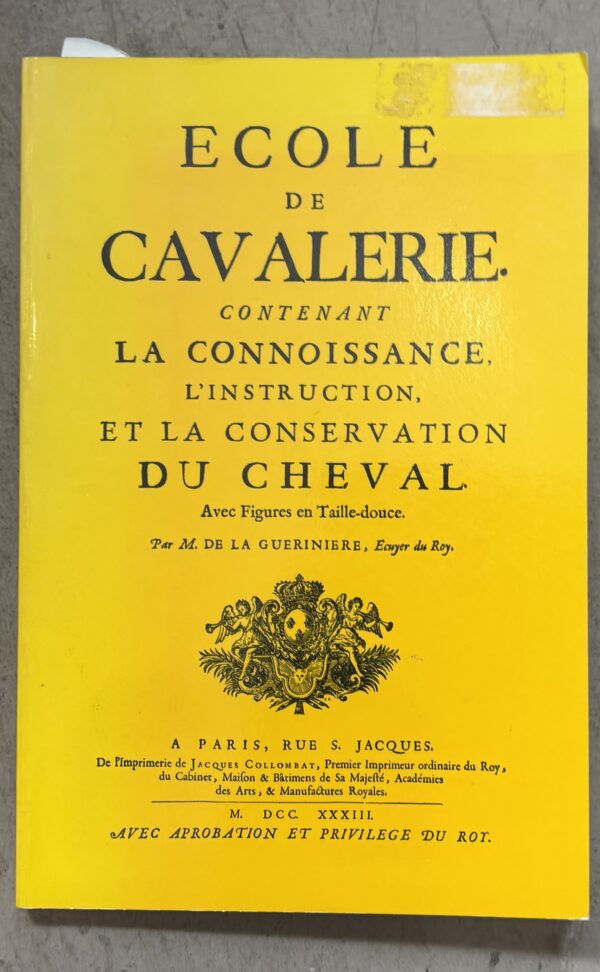 ECOLE
DE
CAVALERIE.
CONTENANT
LA CONNOISSANCE,
L'INSTRUCTION,
ET LA CONSERVATION
DU CHEVAL.
Avec Figures en Taille-douce.
Par M. DE LA GUERINIERE, Ecuyer du Roy.
A PARIS, RUE S. JACQUES.
De l'Imprimerie de JACQUES COLLOMBAT, Premier Imprimeur ordinaire du Roy,
du Cabinet, Maiſon & Bâtimens de Sa Majeſté, Académies
des Arts, & Manufactures Royales.
M. DCC. XXXIII.
AVEC APROBATION ET PRIVILEGE DU ROY.